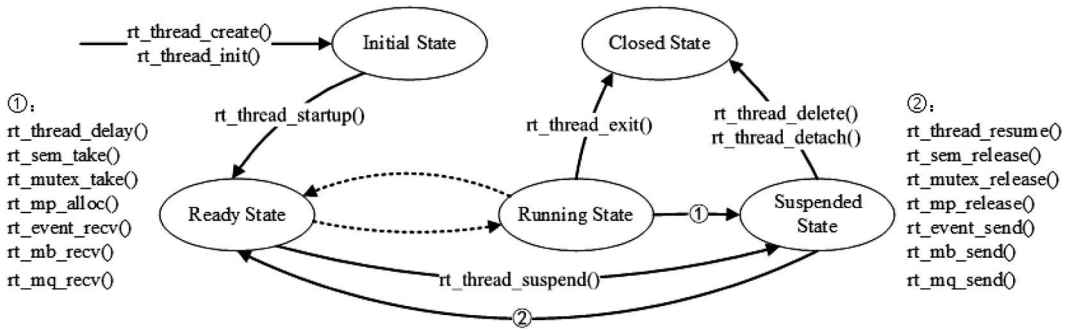 rt_thread_create()
rt_thread_init()
Initial State
Closed State
①:
rt_thread_delay()
rt_sem_take()
rt_mutex_take()
rt_mp_alloc()
rt_event_recv()
rt_mb_recv()
rt_mq_recv()
rt_thread_startup()
rt_thread_exit()
rt_thread_delete()
rt_thread_detach()
②:
rt_thread_resume()
rt_sem_release()
rt_mutex_release()
rt_mp_release()
rt_event_send()
rt_mb_send()
rt_mq_send()
Ready State
Running State
①
Suspended
State
rt_thread_suspend()
②